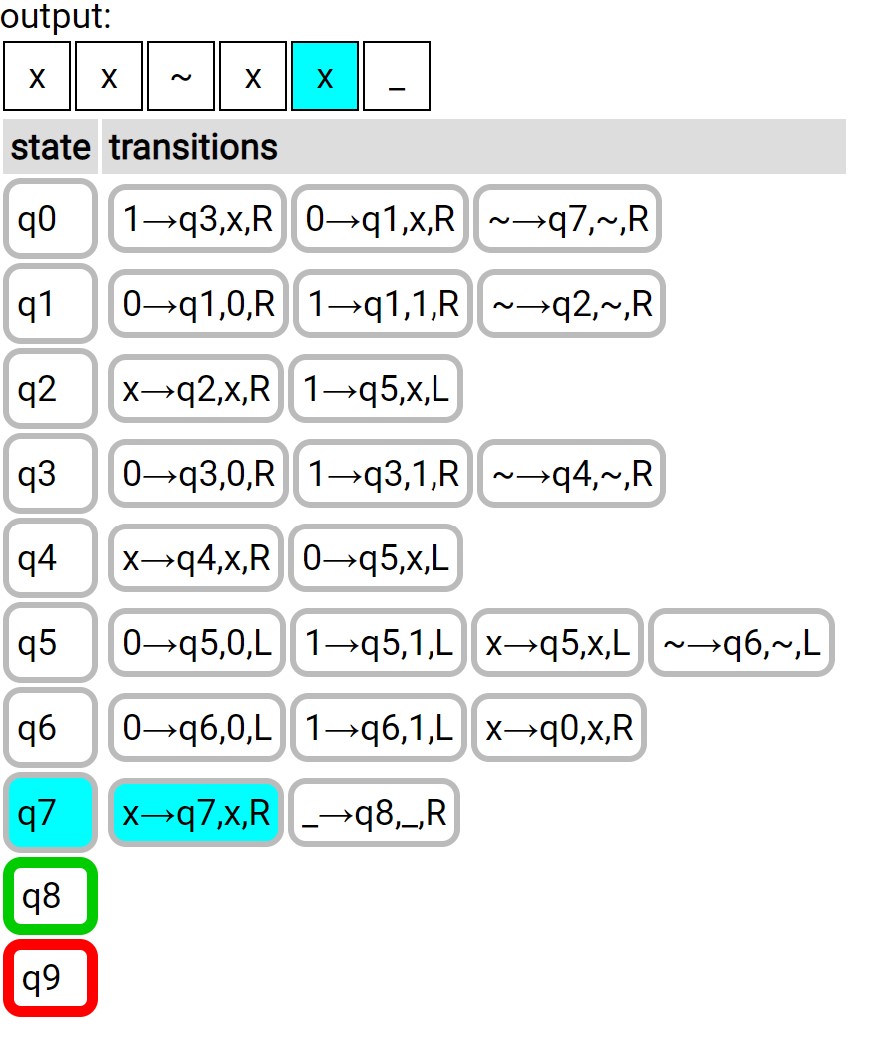 output:
x x ~ x x _
state transitions
q0 1→q3,x,R 0→q1,x,R ~→q7,~,R
q1 0→q1,0,R 1→q1,1,R ~→q2,~,R
q2 x→q2,x,R 1→q5,x,L
q3 0→q3,0,R 1→q3,1,R ~→q4,~,R
q4 x→q4,x,R 0→q5,x,L
q5 0→q5,0,L 1→q5,1,L x→q5,x,L ~→q6,~,L
q6 0→q6,0,L 1→q6,1,L x→q0,x,R
q7 x→q7,x,R _→q8,_,R
q8
q9